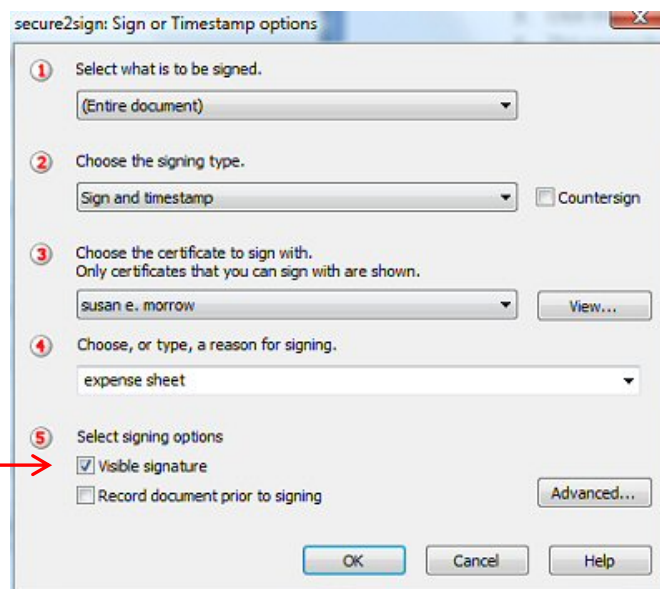 secure2sign: Sign or Timestamp options
1 Select what is to be signed.
(Entire document)
2 Choose the signing type.
Sign and timestamp Countersign
3 Choose the certificate to sign with.
Only certificates that you can sign with are shown.
susan e. morrow View...
4 Choose, or type, a reason for signing.
expense sheet
5 Select signing options
Visible signature
Record document prior to signing Advanced...
OK Cancel Help